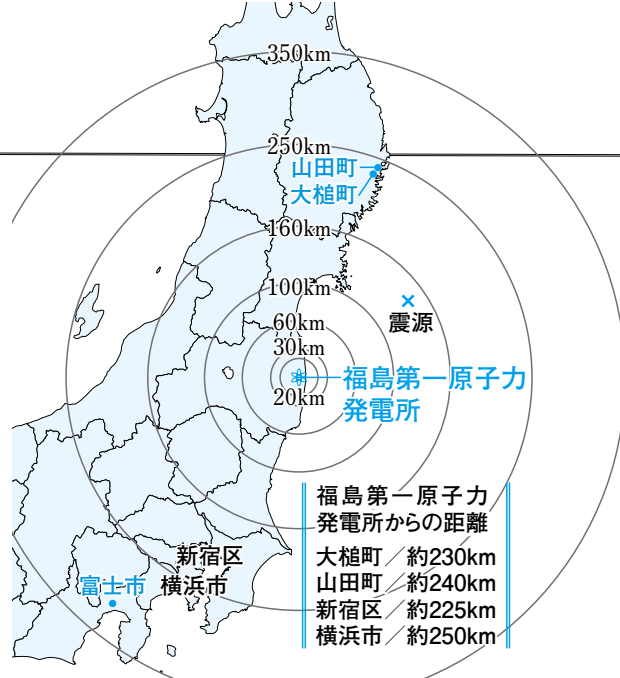 350km
250km
山田町
大槌町
160km
100km
震源
60km
30km
福島第一原子力
発電所
20km
福島第一原子力
発電所からの距離
大槌町／約230km
山田町／約240km
新宿区／約225km
横浜市／約250km
新宿区
富士市
横浜市